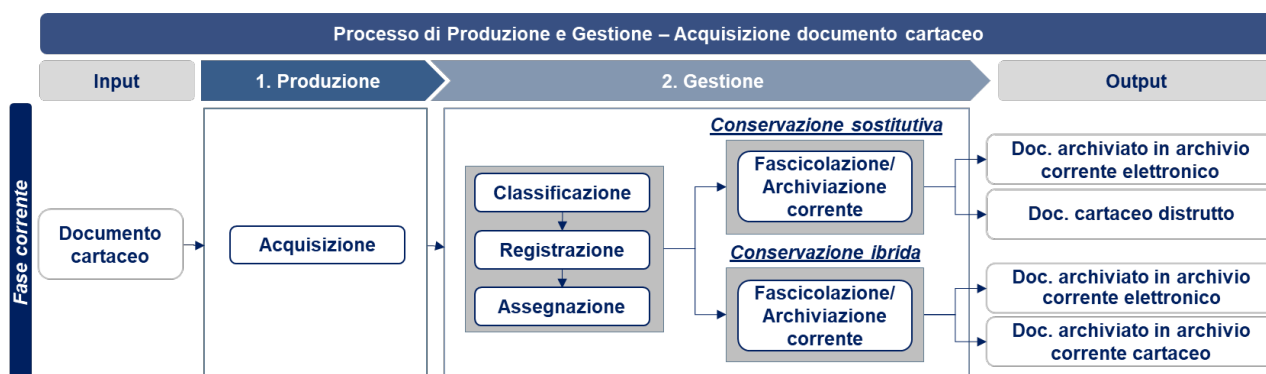 Processo di Produzione e Gestione – Acquisizione documento cartaceo
Input
1. Produzione
2. Gestione
Output
Fase corrente
Documento
cartaceo
Acquisizione
Classificazione
Registrazione
Assegnazione
Conservazione sostitutiva
Fascicolazione/
Archiviazione
corrente
Conservazione ibrida
Fascicolazione/
Archiviazione
corrente
Doc. archiviato in archivio
corrente elettronico
Doc. cartaceo distrutto
Doc. archiviato in archivio
corrente elettronico
Doc. archiviato in archivio
corrente cartaceo